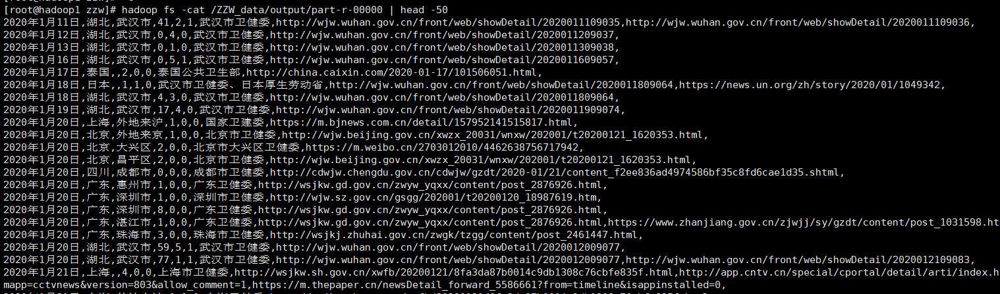 [root@hadoop1 zzw]# hadoop fs -cat /ZZW_data/output/part-r-00000 | head -50
2020年1月11日,湖北,武汉市,41,2,1,武汉市卫健委,http://wjw.wuhan.gov.cn/front/web/showDetail/2020011109035,http://wjw.wuhan.gov.cn/front/web/showDetail/2020011109036,
2020年1月12日,湖北,武汉市,0,4,0,武汉市卫健委,http://wjw.wuhan.gov.cn/front/web/showDetail/2020011209037,
2020年1月13日,湖北,武汉市,0,1,0,武汉市卫健委,http://wjw.wuhan.gov.cn/front/web/showDetail/2020011309038,
2020年1月16日,湖北,武汉市,0,5,1,武汉市卫健委,http://wjw.wuhan.gov.cn/front/web/showDetail/2020011609057,
2020年1月17日,泰国,,2,0,0,泰国公共卫生部,http://china.caixin.com/2020-01-17/101506051.html,
2020年1月18日,日本,,1,1,0,武汉市卫健委、日本厚生劳动省,http://wjw.wuhan.gov.cn/front/web/showDetail/2020011809064,https://news.un.org/zh/story/2020/01/1049342,
2020年1月18日,湖北,武汉市,4,3,0,武汉市卫健委,http://wjw.wuhan.gov.cn/front/web/showDetail/2020011809064,
2020年1月19日,湖北,武汉市,17,4,0,武汉市卫健委,http://wjw.wuhan.gov.cn/front/web/showDetail/2020011909074,
2020年1月20日,上海,外地来沪,1,0,0,国家卫建委,https://m.bjnews.com.cn/detail/157952141515817.html,
2020年1月20日,北京,外地来京,1,0,0,北京市卫健委,http://wjw.beijing.gov.cn/xwzx_20031/wnxw/202001/t20200121_1620353.html,
2020年1月20日,北京,大兴区,2,0,0,北京市大兴区卫健委,https://m.weibo.cn/2703012010/4462638756717942,
2020年1月20日,北京,昌平区,2,0,0,北京市卫健委,http://wjw.beijing.gov.cn/xwzx_20031/wnxw/202001/t20200121_1620353.html,
2020年1月20日,四川,成都市,0,0,0,成都市卫健委,http://cdwjw.chengdu.gov.cn/cdwjw/gzdt/2020-01/21/content_f2ee836ad4974586bf35c8fd6cae1d35.shtml,
2020年1月20日,广东,惠州市,1,0,0,广东卫健委,http://wsjkw.gd.gov.cn/zwyw_yqxx/content/post_2876926.html,
2020年1月20日,广东,深圳市,1,0,0,深圳市卫健委,http://wjw.sz.gov.cn/gsgg/202001/t20200120_18987619.htm,
2020年1月20日,广东,深圳市,8,0,0,广东卫健委,http://wsjkw.gd.gov.cn/zwyw_yqxx/content/post_2876926.html,
2020年1月20日,广东,湛江市,1,0,0,广东卫健委,http://wsjkw.gd.gov.cn/zwyw_yqxx/content/post_2876926.html,https://www.zhanjiang.gov.cn/zjwjj/sy/gzdt/content/post_1031598.ht
2020年1月20日,广东,珠海市,3,0,0,珠海市卫健委,http://wsjkj.zhuhai.gov.cn/zwgk/tzgg/content/post_2461447.html,
2020年1月20日,湖北,武汉市,59,5,1,武汉市卫健委,http://wjw.wuhan.gov.cn/front/web/showDetail/2020012009077,
2020年1月20日,湖北,武汉市,77,1,1,武汉市卫健委,http://wjw.wuhan.gov.cn/front/web/showDetail/2020012009077,http://wjw.wuhan.gov.cn/front/web/showDetail/2020012109083,
2020年1月21日,上海,,4,0,0,上海市卫健委,http://wsjkw.sh.gov.cn/xwfb/20200121/8fa3da87b0014c9db1308c76cbfe835f.html,http://app.cntv.cn/special/cportal/detail/arti/index.h
mapp=cctvnews&version=803&allow_comment=1,https://m.thepaper.cn/newsDetail_forward_5586661?from=timeline&isappinstalled=0,